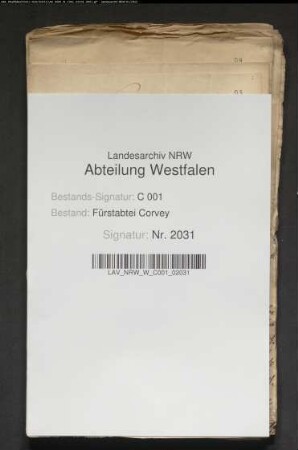 Landesarchiv NRW
Abteilung Westfalen
Bestands-Signatur: C 001
Bestand: Fürstabtei Corvey
Signatur: Nr. 2031
LAV_NRW_W_C001_02031